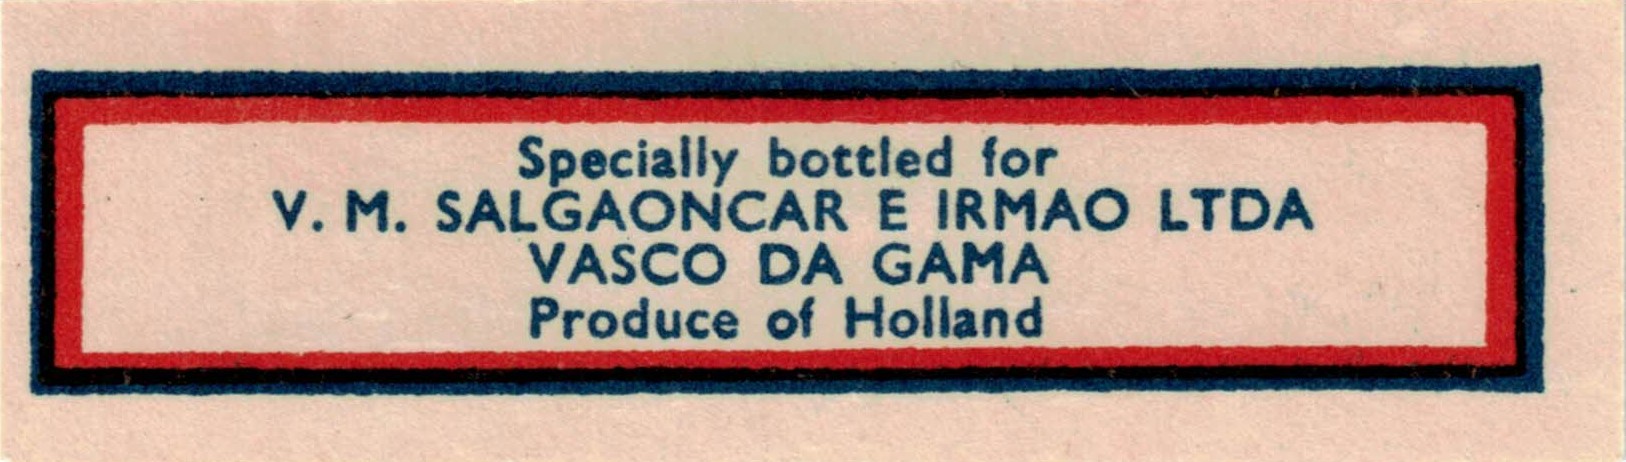 Specially bottled for
V. M. SALGAONCAR E IRMAO LTDA
VASCO DA GAMA
Produce of Holland